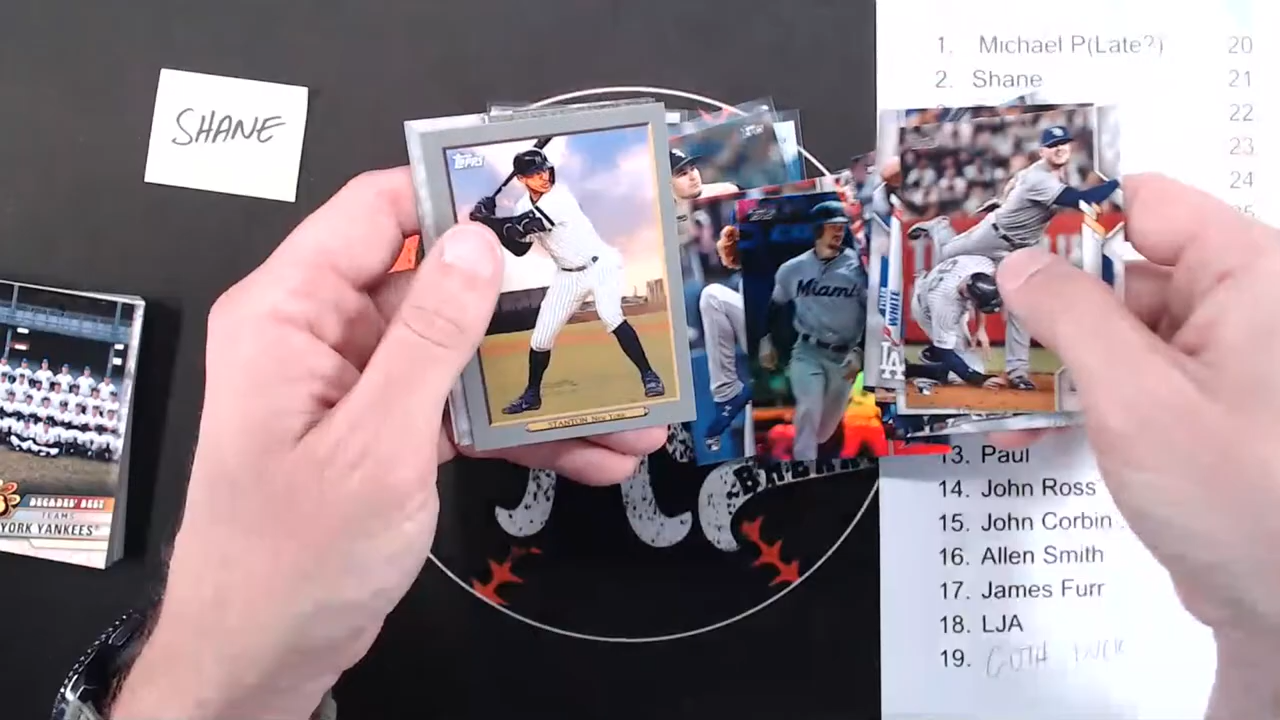 1. Michael P(Late?) 20
2. Shane 21
22
23
24
SHANE
Topps
STANTON New York
Miami
WHITE
LA
DECADES' BEST
TEAMS
YORK YANKEES
13. Paul
14. John Ross
15. John Corbin
16. Allen Smith
17. James Furr
18. LJA
19.